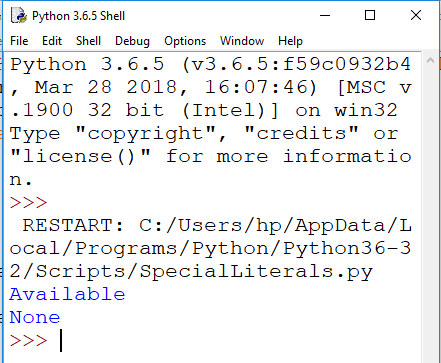 Python 3.6.5 Shell
File Edit Shell Debug Options Window Help
Python 3.6.5 (v3.6.5:f59c0932b4
, Mar 28 2018, 16:07:46) [MSC v
.1900 32 bit (Intel)] on win32
Type "copyright", "credits" or
"license()" for more informatio
n.
>>>
 RESTART: C:/Users/hp/AppData/L
ocal/Programs/Python/Python36-3
2/Scripts/SpecialLiterals.py
Available
None
>>>